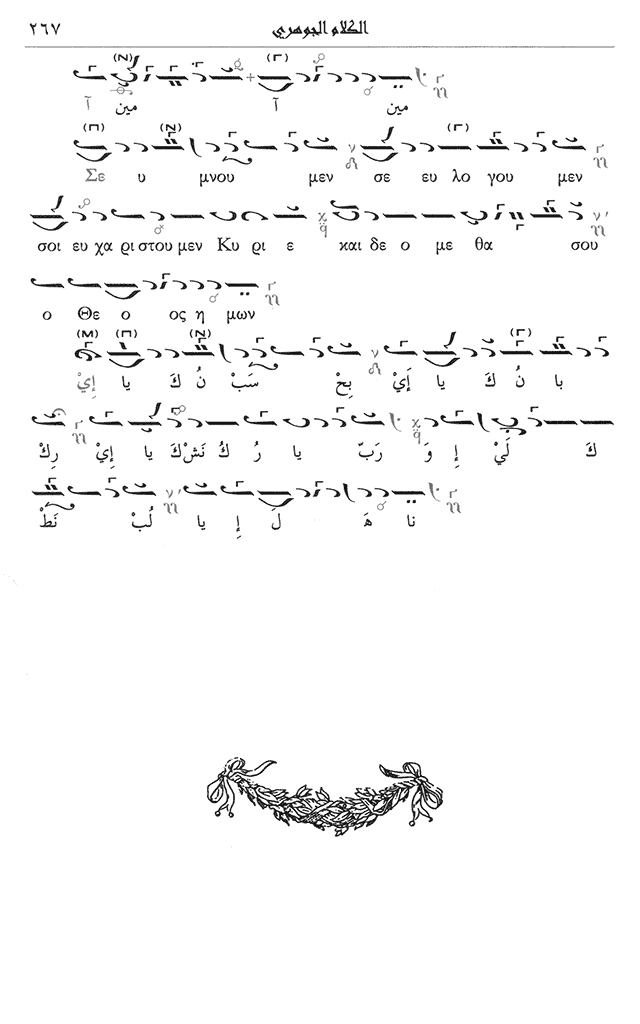 الكلام الجوهري ٢٦٧
(Ν) (Γ)
آ مين آ مين
(Π) (Ν) (Γ)
Σε υ μνου μεν σε ευ λο γου μεν
σοι ευ χα ρι στου μεν Κυ ρι ε και δε ο με θα σου
ο Θε ο ος η μων
(Μ) (Π) (Ν) (Γ)
إِيْ يا كَ نُ سَبْ بِحْ إِيْ يا كَ نُ با
رِكْ إِيْ يا كَ نَشْ كُ رُ يا رَبّ وَ إِ لَيْ كَ
نَطْ لُبْ يا إِ لَ هَ نا